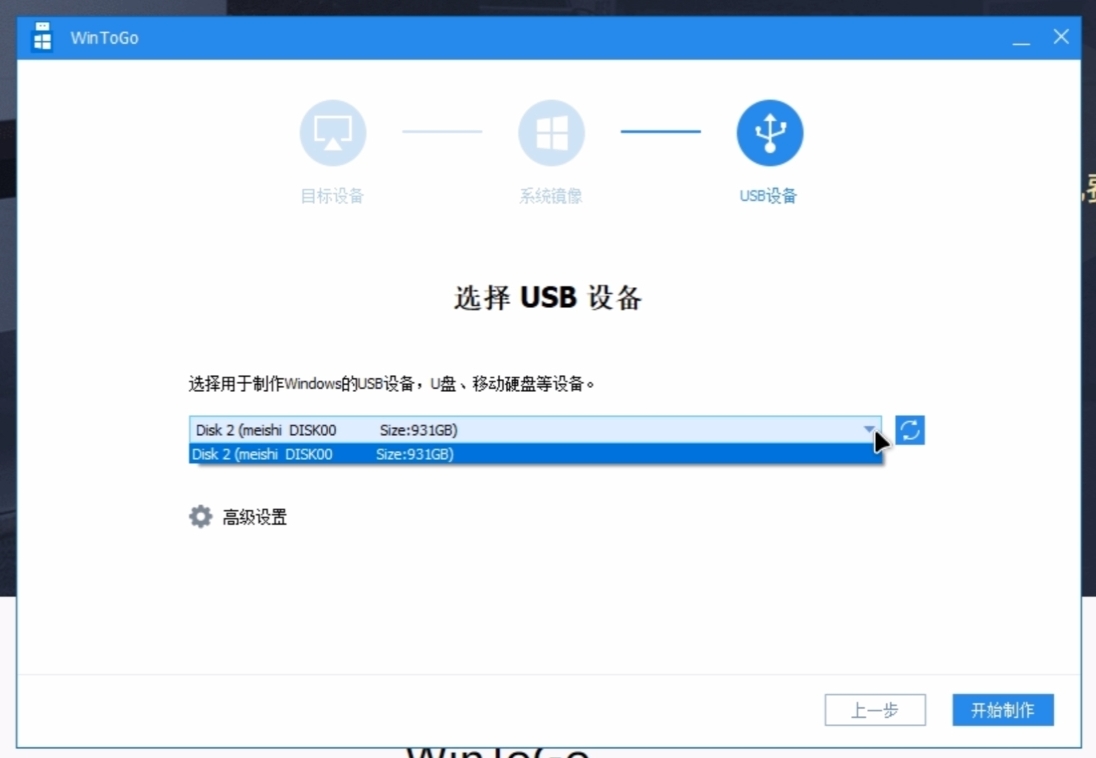 WinToGo
目标设备
系统镜像
USB设备
选择 USB 设备
选择用于制作Windows的USB设备，U盘、移动硬盘等设备。
Disk 2 (meishi DISK00 Size:931GB)
Disk 2 (meishi DISK00 Size:931GB)
高级设置
上一步
开始制作
WinToGo